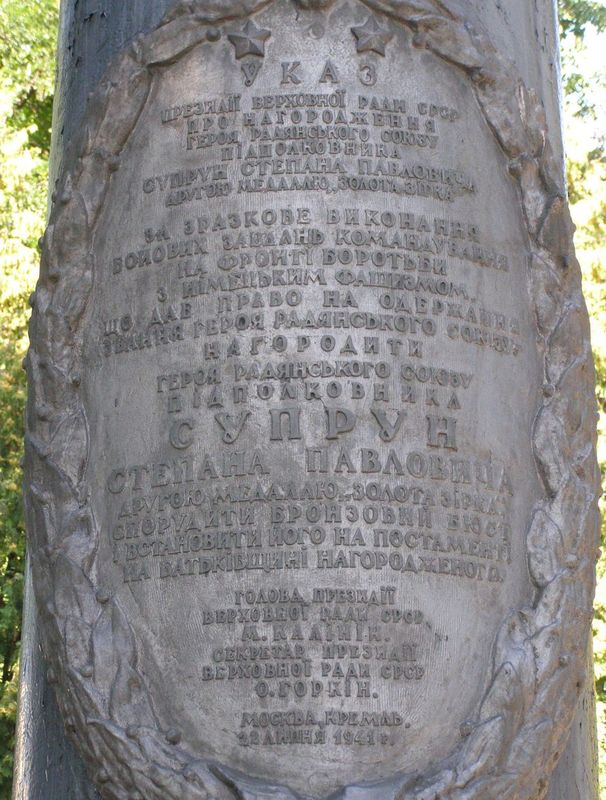 УКАЗ
ПРЕЗИДІЇ ВЕРХОВНОЇ РАДИ СРСР
ПРО НАГОРОДЖЕННЯ
ГЕРОЯ РАДЯНСЬКОГО СОЮЗУ
ПІДПОЛКОВНИКА
СУПРУН СТЕПАНА ПАВЛОВИЧА
ДРУГОЮ МЕДАЛЛЮ „ЗОЛОТА ЗІРКА"
ЗА ЗРАЗКОВЕ ВИКОНАННЯ
БОЙОВИХ ЗАВДАНЬ КОМАНДУВАННЯ
НА ФРОНТІ БОРОТЬБИ
З НІМЕЦЬКИМ ФАШИЗМОМ,
ЩО ДАЄ ПРАВО НА ОДЕРЖАННЯ
ЗВАННЯ ГЕРОЯ РАДЯНСЬКОГО СОЮЗУ
НАГОРОДИТИ
ГЕРОЯ РАДЯНСЬКОГО СОЮЗУ
ПІДПОЛКОВНИКА
СУПРУН
СТЕПАНА ПАВЛОВИЧА
ДРУГОЮ МЕДАЛЛЮ „ЗОЛОТА ЗІРКА"
СПОРУДИТИ БРОНЗОВИЙ БЮСТ
І ВСТАНОВИТИ ЙОГО НА ПОСТАМЕНТІ
НА БАТЬКІВЩИНІ НАГОРОДЖЕНОГО.
ГОЛОВА ПРЕЗИДІЇ
ВЕРХОВНОЇ РАДИ СРСР
М. КАЛІНІН.
СЕКРЕТАР ПРЕЗИДІЇ
ВЕРХОВНОЇ РАДИ СРСР
О. ГОРКІН.
МОСКВА, КРЕМЛЬ.
22 ЛИПНЯ 1941 г.